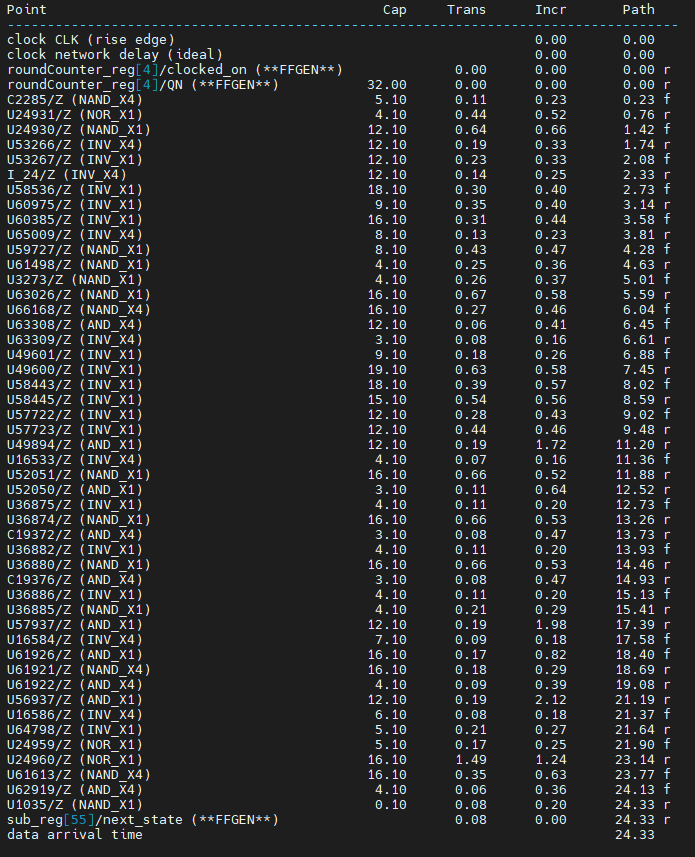 Point Cap Trans Incr Path
--------------------------------------------------------------------------------
clock CLK (rise edge) 0.00 0.00
clock network delay (ideal) 0.00 0.00
roundCounter_reg[4]/clocked_on (**FFGEN**) 0.00 0.00 0.00 r
roundCounter_reg[4]/QN (**FFGEN**) 32.00 0.00 0.00 r
C2285/Z (NAND_X4) 5.10 0.11 0.23 0.23 f
U24931/Z (NOR_X1) 4.10 0.44 0.52 0.76 r
U24930/Z (NAND_X1) 12.10 0.64 0.66 1.42 f
U53266/Z (INV_X4) 12.10 0.19 0.33 1.74 r
U53267/Z (INV_X1) 12.10 0.23 0.33 2.08 f
I_24/Z (INV_X4) 12.10 0.14 0.25 2.33 r
U58536/Z (INV_X1) 18.10 0.30 0.40 2.73 f
U60975/Z (INV_X1) 9.10 0.35 0.40 3.14 r
U60385/Z (INV_X1) 16.10 0.31 0.44 3.58 f
U65009/Z (INV_X4) 8.10 0.13 0.23 3.81 r
U59727/Z (NAND_X1) 8.10 0.43 0.47 4.28 f
U61498/Z (NAND_X1) 4.10 0.25 0.36 4.63 r
U3273/Z (NAND_X1) 4.10 0.26 0.37 5.01 f
U63026/Z (NAND_X1) 16.10 0.67 0.58 5.59 r
U66168/Z (NAND_X4) 16.10 0.27 0.46 6.04 f
U63308/Z (AND_X4) 12.10 0.06 0.41 6.45 f
U63309/Z (INV_X4) 3.10 0.08 0.16 6.61 r
U49601/Z (INV_X1) 9.10 0.18 0.26 6.88 f
U49600/Z (INV_X1) 19.10 0.63 0.58 7.45 r
U58443/Z (INV_X1) 18.10 0.39 0.57 8.02 f
U58445/Z (INV_X1) 15.10 0.54 0.56 8.59 r
U57722/Z (INV_X1) 12.10 0.28 0.43 9.02 f
U57723/Z (INV_X1) 12.10 0.44 0.46 9.48 r
U49894/Z (AND_X1) 12.10 0.19 1.72 11.20 r
U16533/Z (INV_X4) 4.10 0.07 0.16 11.36 f
U52051/Z (NAND_X1) 16.10 0.66 0.52 11.88 r
U52050/Z (AND_X1) 3.10 0.11 0.64 12.52 r
U36875/Z (INV_X1) 4.10 0.11 0.20 12.73 f
U36874/Z (NAND_X1) 16.10 0.66 0.53 13.26 r
C19372/Z (AND_X4) 3.10 0.08 0.47 13.73 r
U36882/Z (INV_X1) 4.10 0.11 0.20 13.93 f
U36880/Z (NAND_X1) 16.10 0.66 0.53 14.46 r
C19376/Z (AND_X4) 3.10 0.08 0.47 14.93 r
U36886/Z (INV_X1) 4.10 0.11 0.20 15.13 f
U36885/Z (NAND_X1) 4.10 0.21 0.29 15.41 r
U57937/Z (AND_X1) 12.10 0.19 1.98 17.39 r
U16584/Z (INV_X4) 7.10 0.09 0.18 17.58 f
U61926/Z (AND_X1) 16.10 0.17 0.82 18.40 f
U61921/Z (NAND_X4) 16.10 0.18 0.29 18.69 r
U61922/Z (AND_X4) 4.10 0.09 0.39 19.08 r
U56937/Z (AND_X1) 12.10 0.19 2.12 21.19 r
U16586/Z (INV_X4) 6.10 0.08 0.18 21.37 f
U64798/Z (INV_X1) 5.10 0.21 0.27 21.64 r
U24959/Z (NOR_X1) 5.10 0.17 0.25 21.90 f
U24960/Z (NOR_X1) 16.10 1.49 1.24 23.14 r
U61613/Z (NAND_X4) 16.10 0.35 0.63 23.77 f
U62919/Z (AND_X4) 4.10 0.06 0.36 24.13 f
U1035/Z (NAND_X1) 0.10 0.08 0.20 24.33 r
sub_reg[55]/next_state (**FFGEN**) 0.08 0.00 24.33 r
data arrival time 24.33